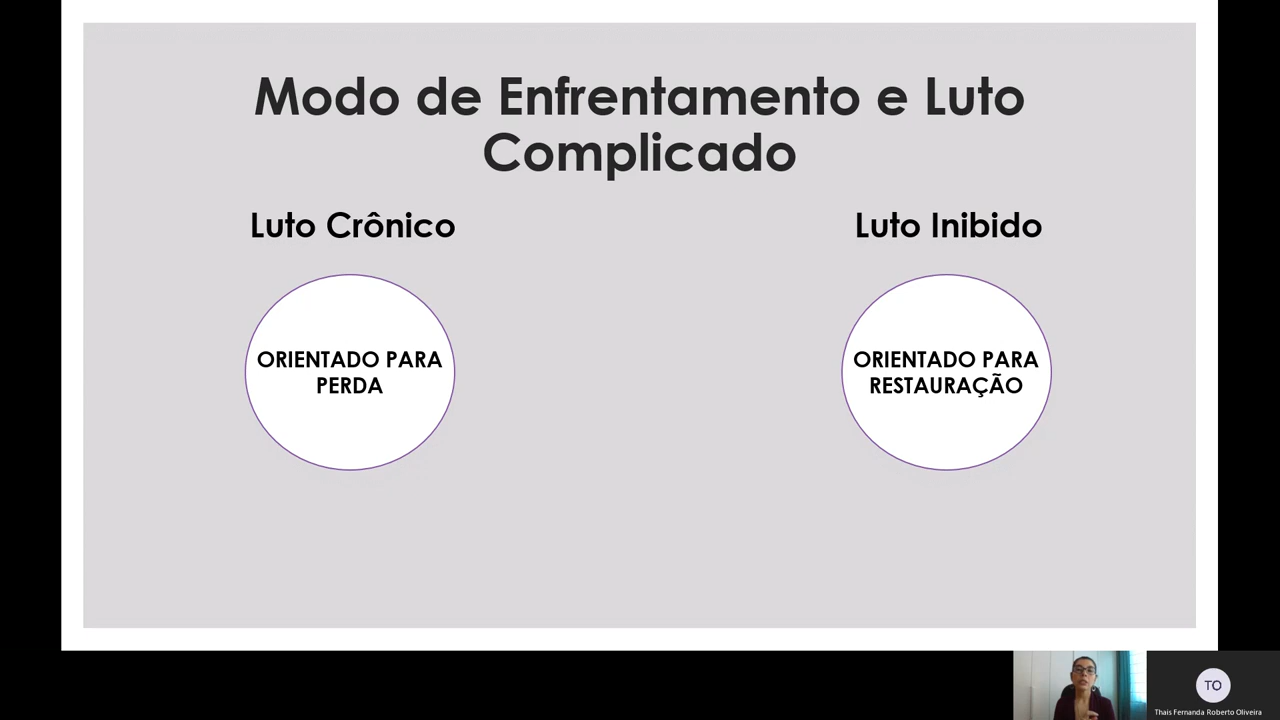 Modo de Enfrentamento e Luto
Complicado
Luto Crônico
Luto Inibido
ORIENTADO PARA
PERDA
ORIENTADO PARA
RESTAURAÇÃO
TO
Thais Fernanda Roberto Oliveira